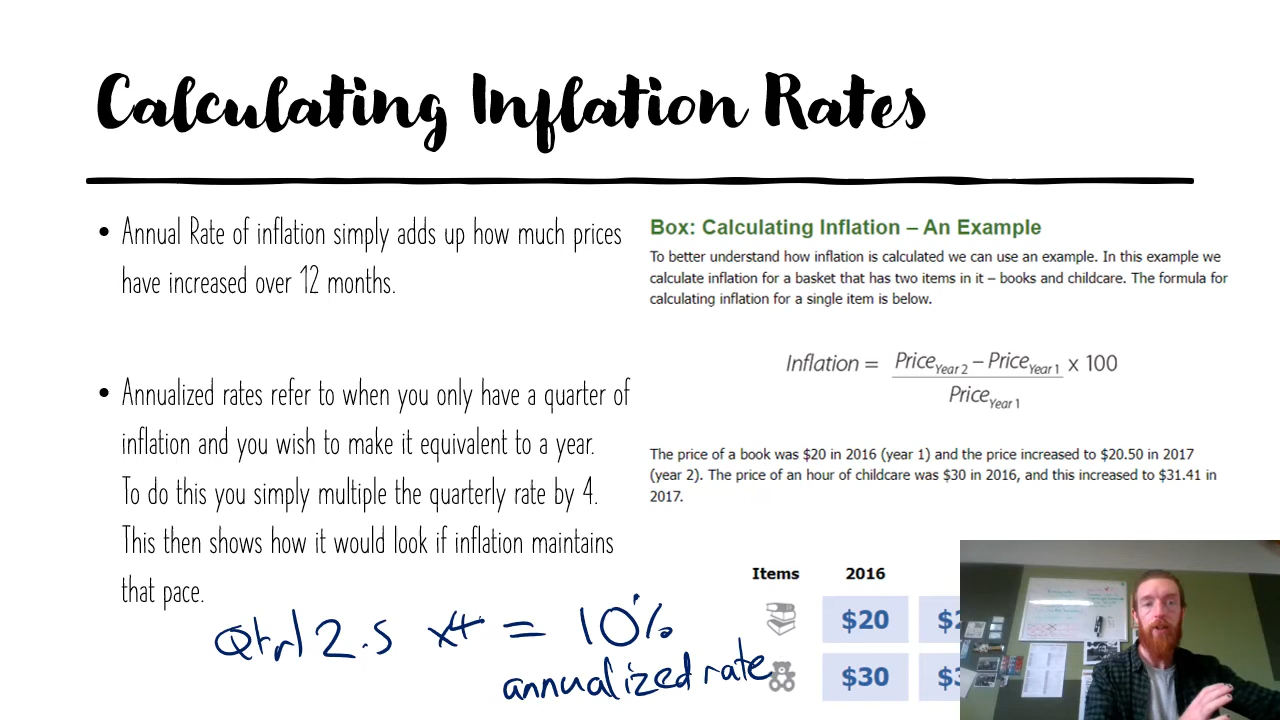 Calculating Inflation Rates
• Annual Rate of inflation simply adds up how much prices
have increased over 12 months.
• Annualized rates refer to when you only have a quarter of
inflation and you wish to make it equivalent to a year.
To do this you simply multiple the quarterly rate by 4.
This then shows how it would look if inflation maintains
that pace.
Qtrl 2.5 x4 = 10%
annualized rate
Box: Calculating Inflation – An Example
To better understand how inflation is calculated we can use an example. In this example we
calculate inflation for a basket that has two items in it – books and childcare. The formula for
calculating inflation for a single item is below.
Inflation = Price Year 2 – Price Year 1 x 100
Price Year 1
The price of a book was $20 in 2016 (year 1) and the price increased to $20.50 in 2017
(year 2). The price of an hour of childcare was $30 in 2016, and this increased to $31.41 in
2017.
Items 2016
$20 $2
$30 $3